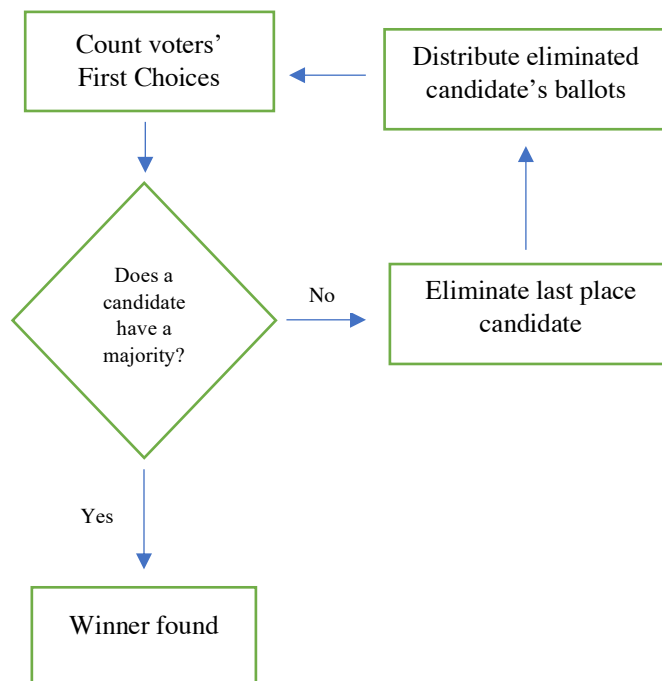 Count voters’
First Choices
Distribute eliminated
candidate’s ballots
Does a
candidate
have a
majority?
No
Eliminate last place
candidate
Yes
Winner found